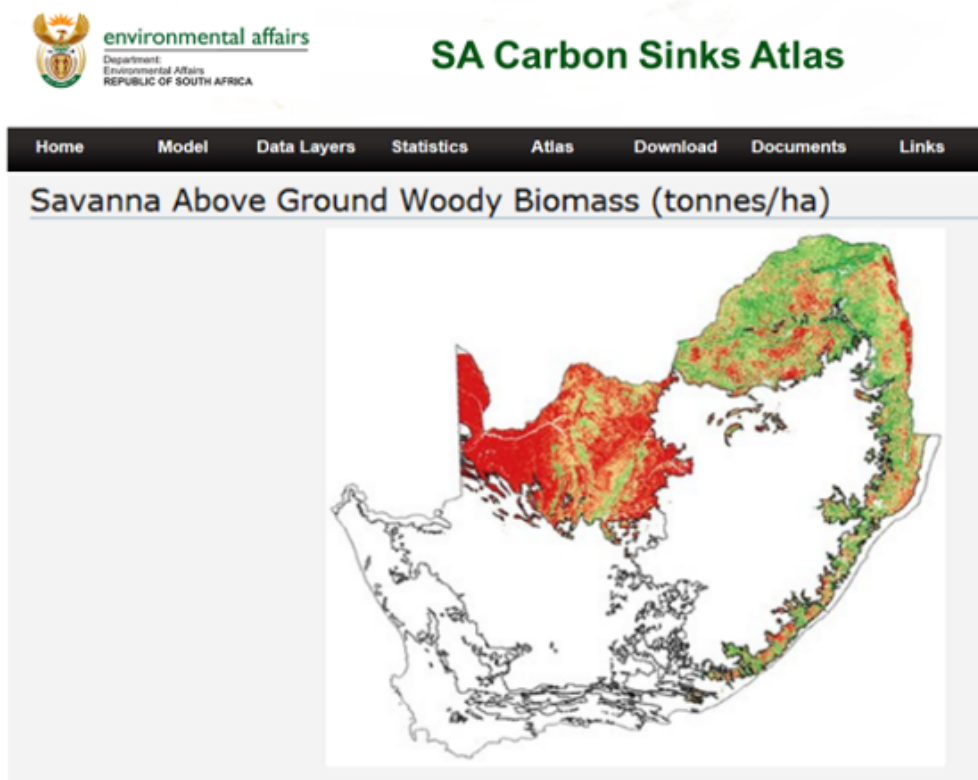 environmental affairs
Department:
Environmental Affairs
REPUBLIC OF SOUTH AFRICA
SA Carbon Sinks Atlas
Home Model Data Layers Statistics Atlas Download Documents Links
Savanna Above Ground Woody Biomass (tonnes/ha)